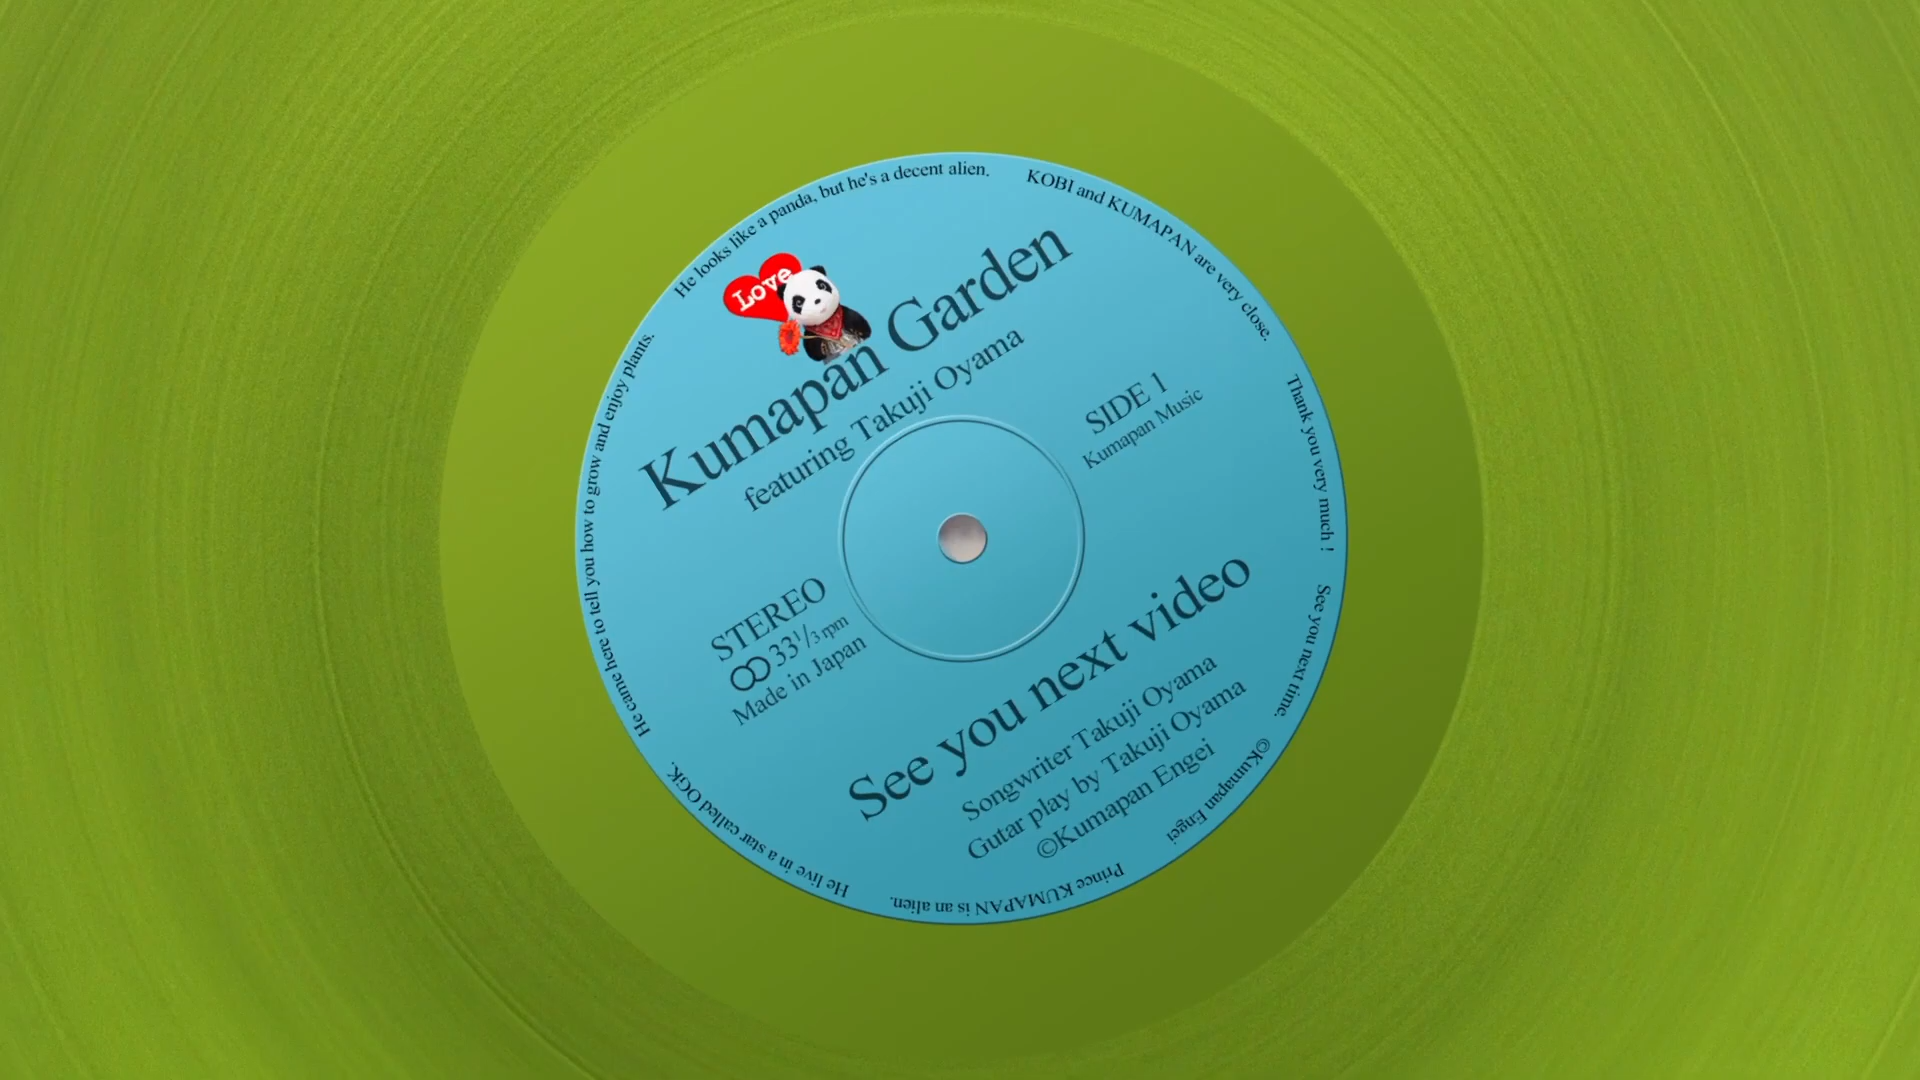 Love
Kumapan Garden
featuring Takuji Oyama
SIDE 1
Kumapan Music
STEREO
33 1/3 rpm
Made in Japan
See you next video
Songwriter Takuji Oyama
Gutar play by Takuji Oyama
©Kumapan Engei
Prince KUMAPAN is an alien.
He live in a star called OGK.
He came here to tell you how to grow and enjoy plants.
He looks like a panda, but he's a decent alien.
KOBI and KUMAPAN are very close.
Thank you very much !
See you next time.
©Kumapan Engei